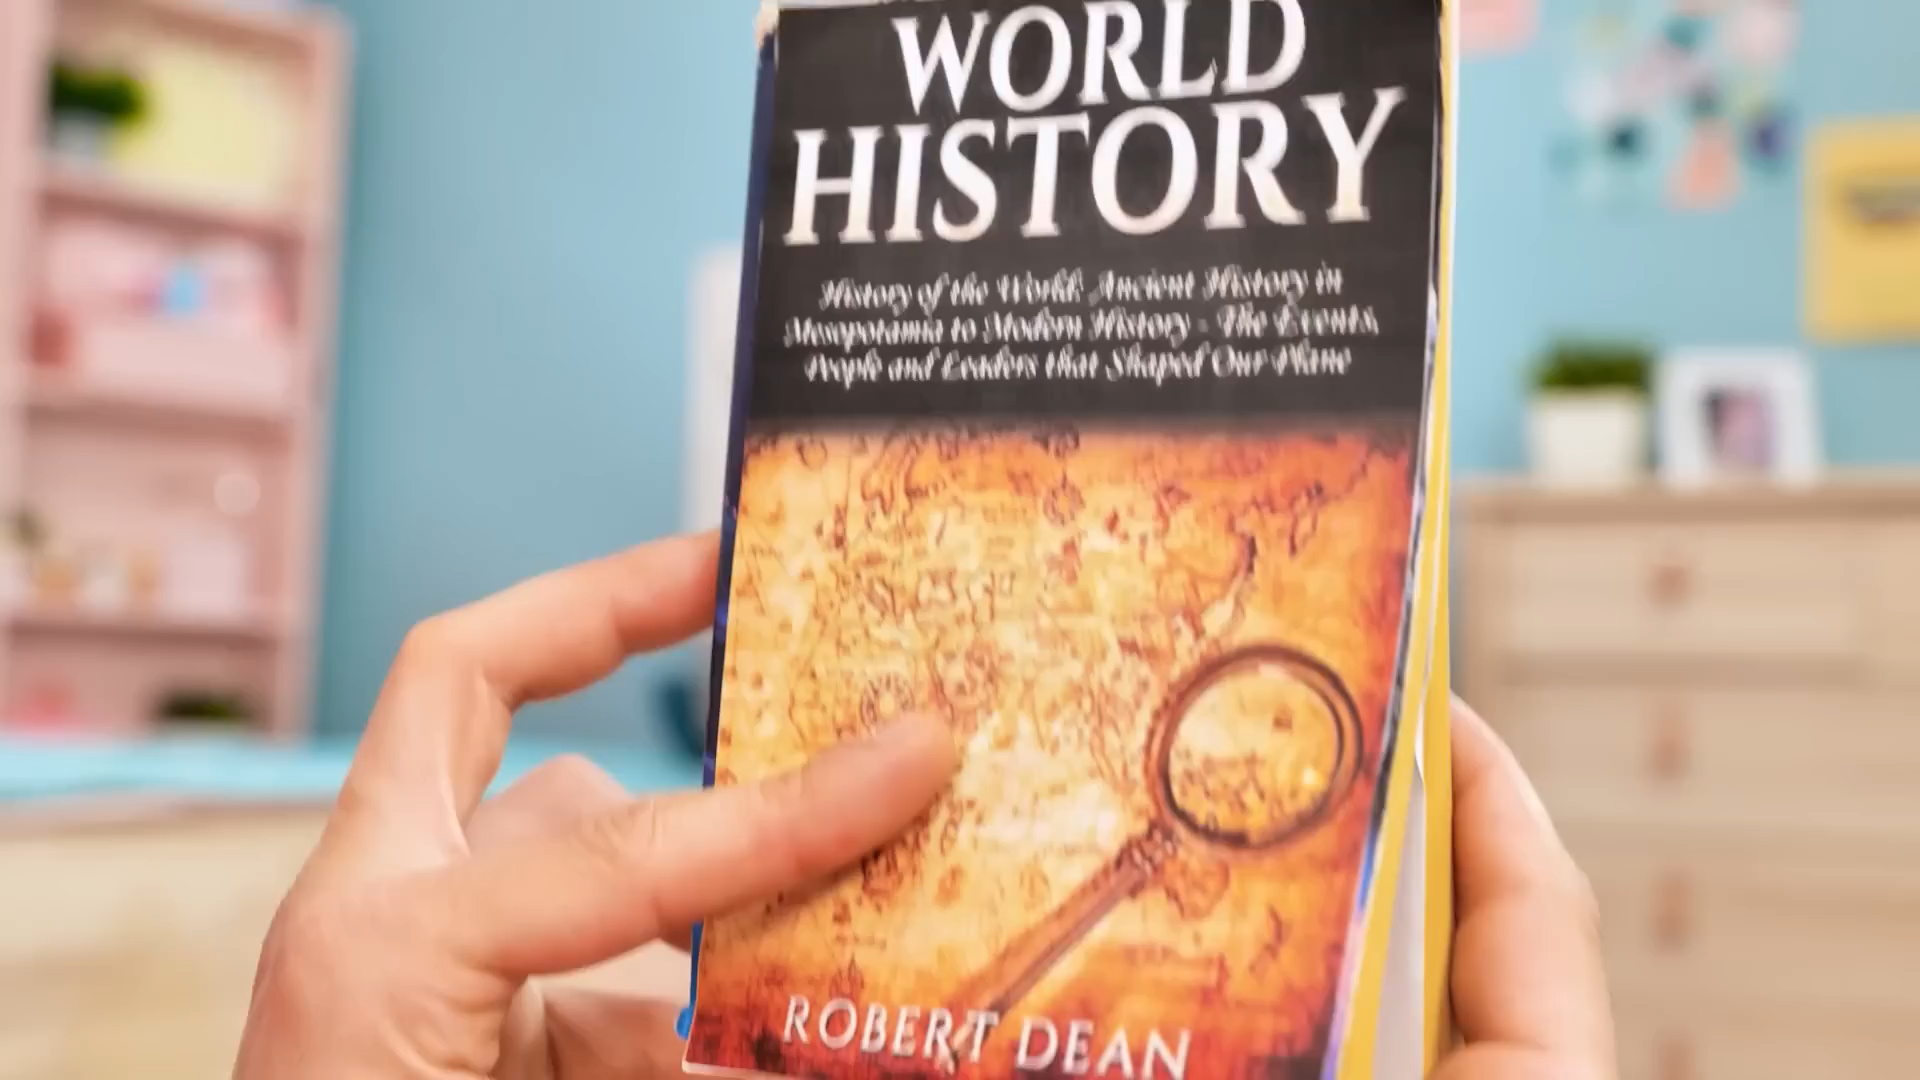 WORLD
HISTORY
History of the World: Ancient History in
Mesopotamia to Modern History - The Events,
People and Leaders that Shaped Our Plane
ROBERT DEAN